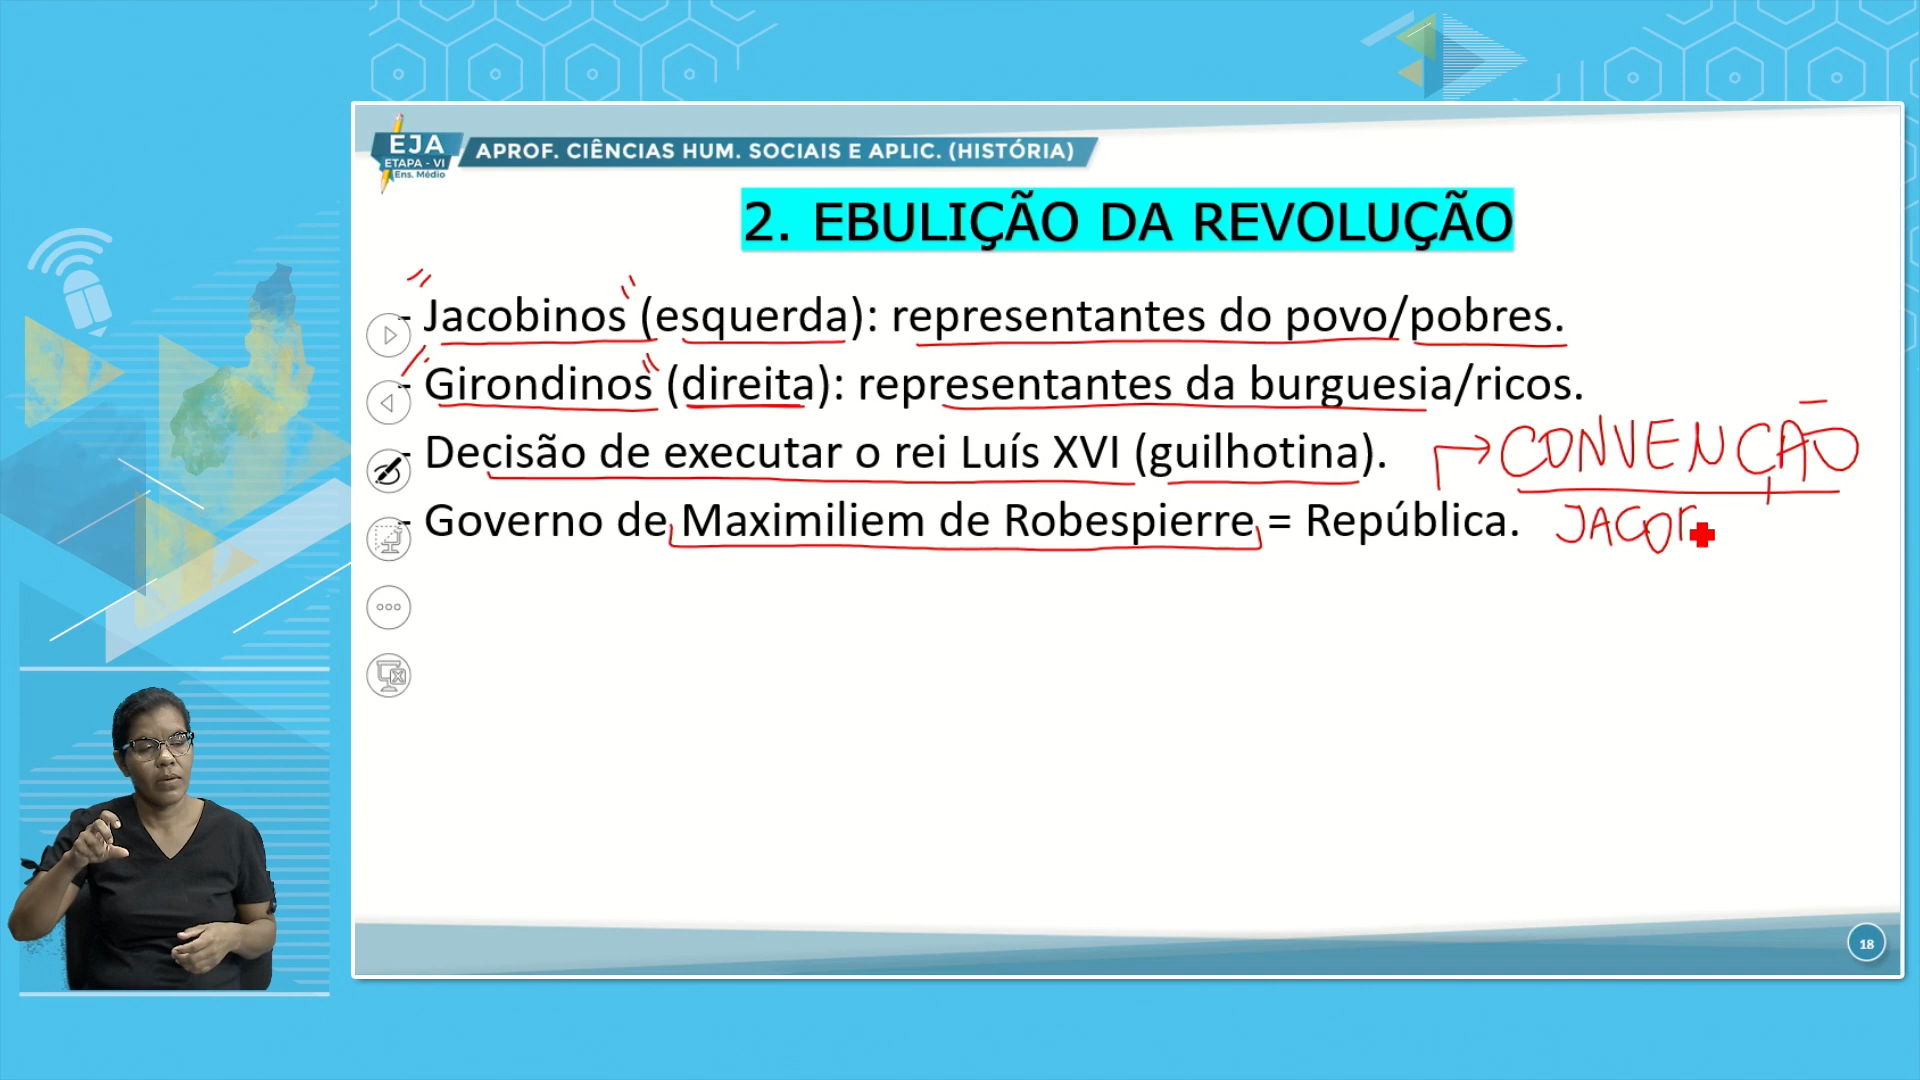 EJA
ETAPA - VI
Ens. Médio
APROF. CIÊNCIAS HUM. SOCIAIS E APLIC. (HISTÓRIA)
2. EBULIÇÃO DA REVOLUÇÃO
- "Jacobinos" (esquerda): representantes do povo/pobres.
- "Girondinos" (direita): representantes da burguesia/ricos.
- Decisão de executar o rei Luís XVI (guilhotina).
CONVENÇÃO
- Governo de Maximiliem de Robespierre = República.
JACO
18